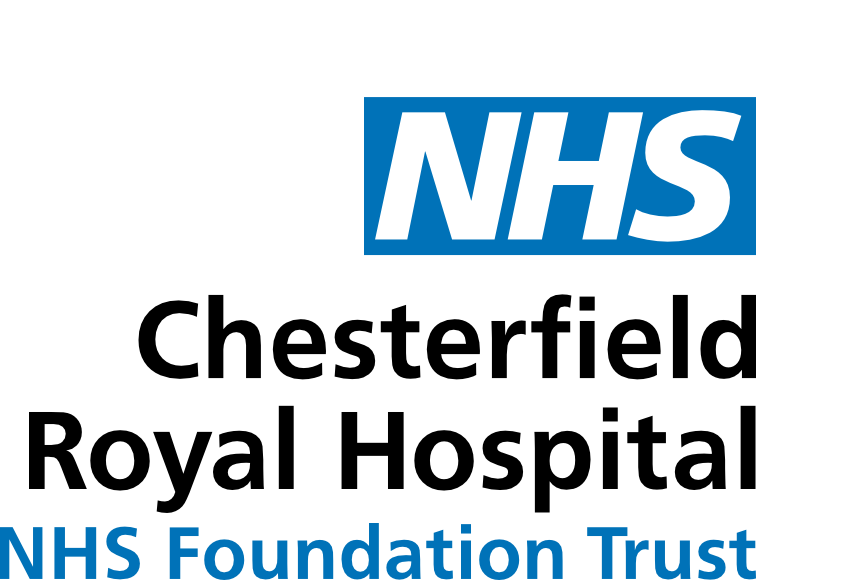 NHS
Chesterfield
Royal Hospital
NHS Foundation Trust